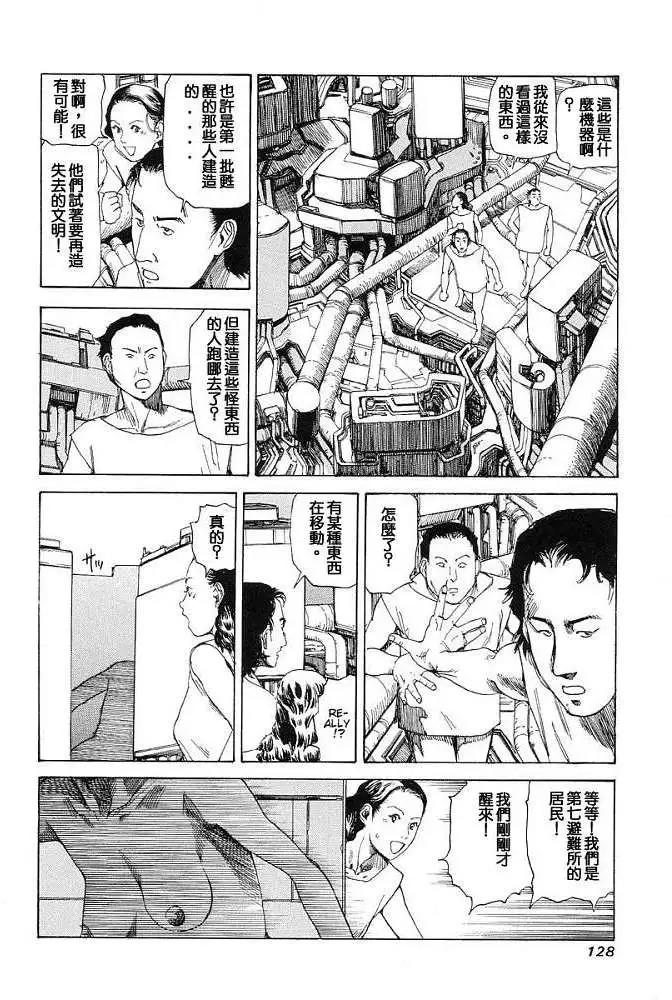 這些是什
麼機器啊
？
我從來沒
看過這樣
的東西。
也許是第一批甦
醒的那些人建造
的．．．．
對啊，很
有可能！
他們試著要再造
失去的文明！
但建造這些怪東西
的人跑哪去了？
怎麼了？
有某種東西
在移動。
RE-
ALLY
!?
真的？
サッ
等等！我們是
第七避難所的
居民！
我們剛剛才
醒來！
128